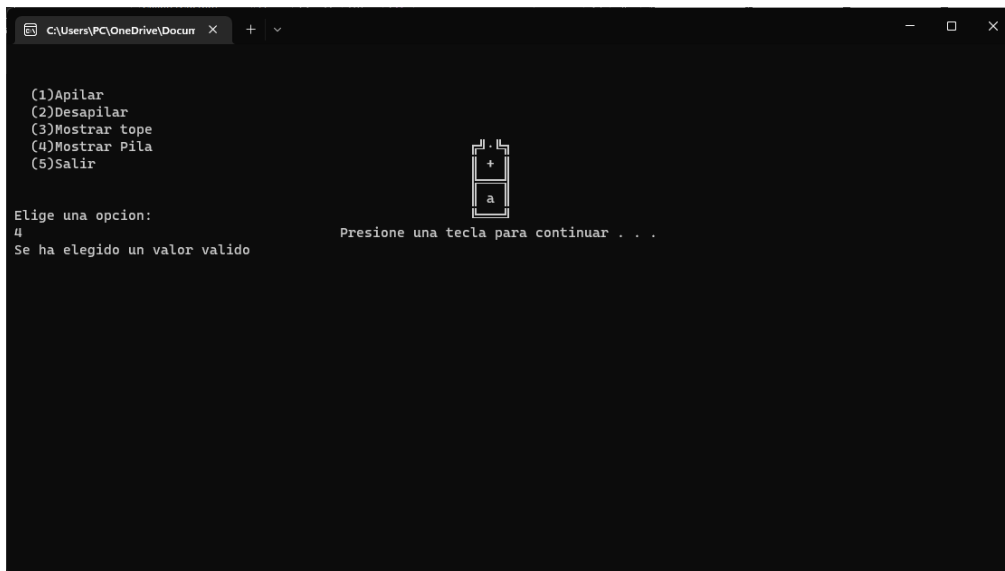 C:\Users\PC\OneDrive\Docum
(1)Apilar
(2)Desapilar
(3)Mostrar tope
(4)Mostrar Pila
(5)Salir
+
a
Elige una opcion:
4
Presione una tecla para continuar . . .
Se ha elegido un valor valido